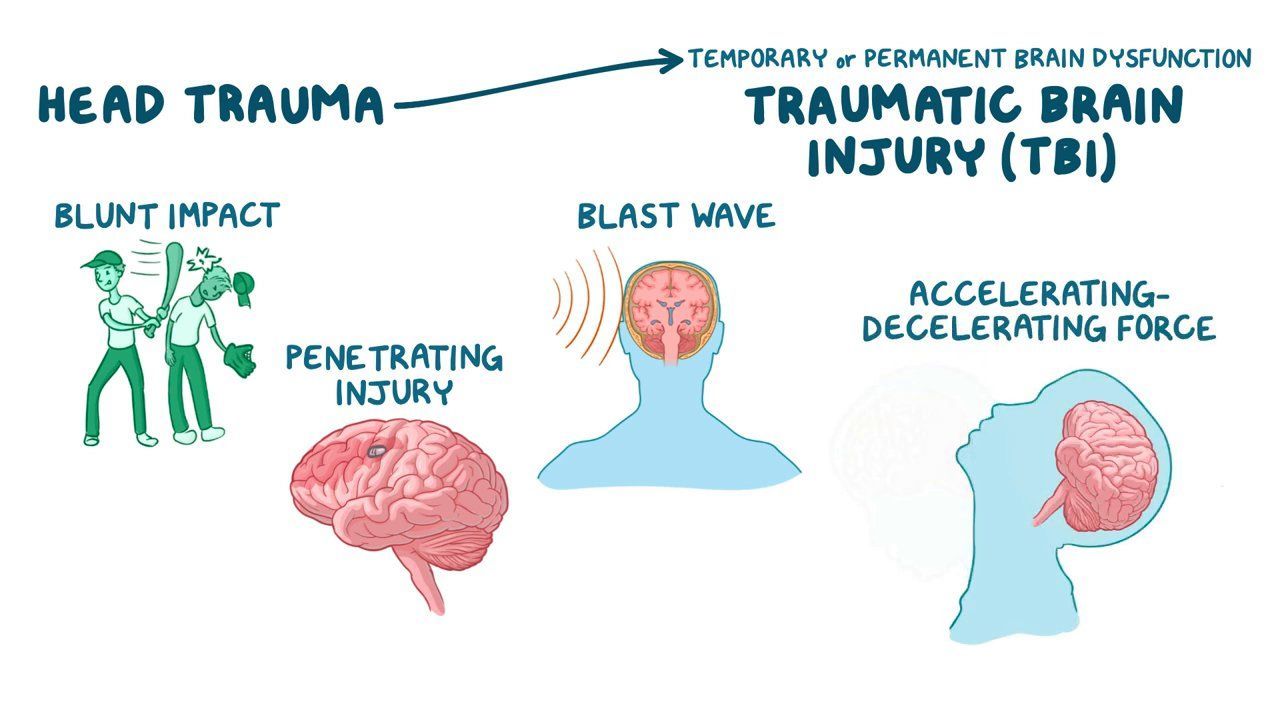 TEMPORARY or PERMANENT BRAIN DYSFUNCTION
HEAD TRAUMA
TRAUMATIC BRAIN
INJURY (TBI)
BLUNT IMPACT
BLAST WAVE
ACCELERATING-
DECELERATING FORCE
PENETRATING
INJURY